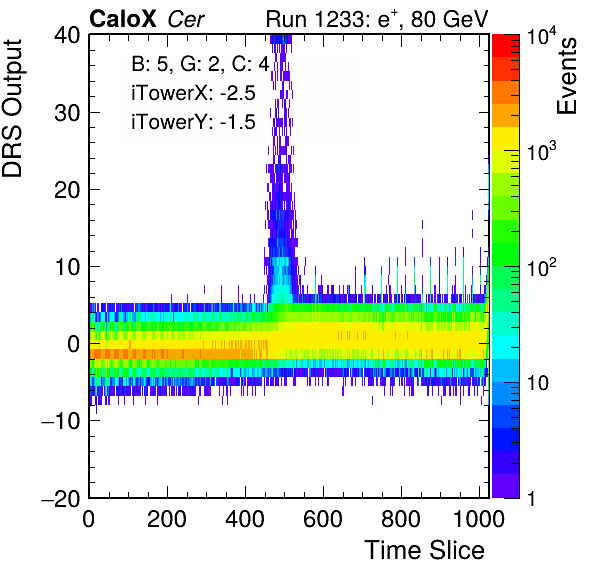 CaloX Cer Run 1233: e+, 80 GeV
DRS Output
Events
B: 5, G: 2, C: 4
iTowerX: -2.5
iTowerY: -1.5
40
30
20
10
0
−10
−20
0 200 400 600 800 1000
Time Slice
10^4
10^3
10^2
10
1